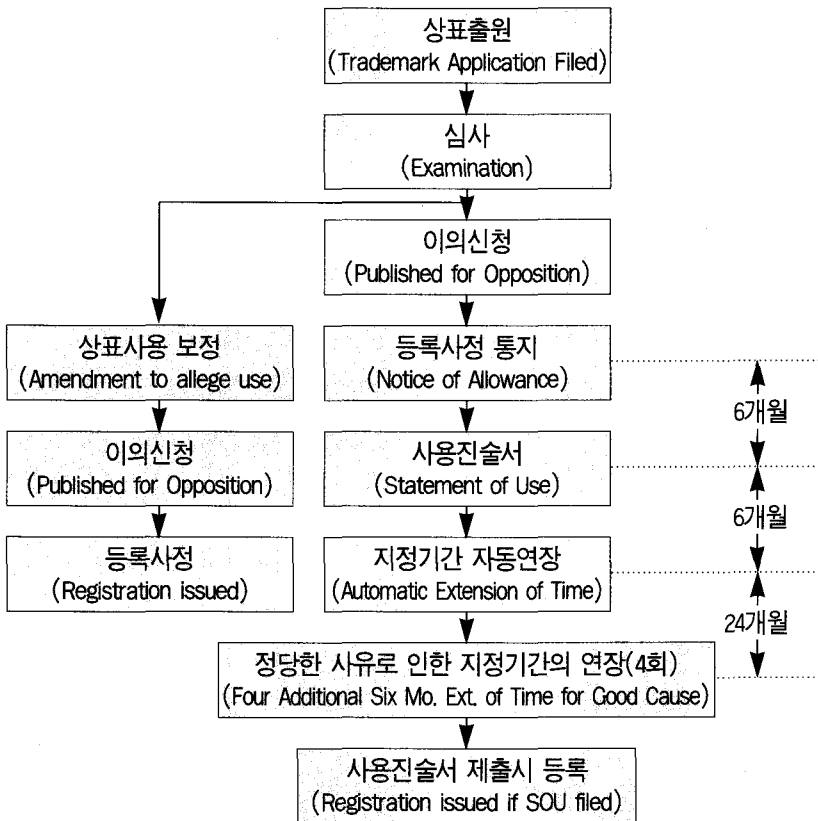 상표출원
(Trademark Application Filed)
심사
(Examination)
이의신청
(Published for Opposition)
상표사용 보정
(Amendment to allege use)
등록사정 통지
(Notice of Allowance)
6개월
이의신청
(Published for Opposition)
사용진술서
(Statement of Use)
6개월
등록사정
(Registration issued)
지정기간 자동연장
(Automatic Extension of Time)
24개월
정당한 사유로 인한 지정기간의 연장(4회)
(Four Additional Six Mo. Ext. of Time for Good Cause)
사용진술서 제출시 등록
(Registration issued if SOU filed)